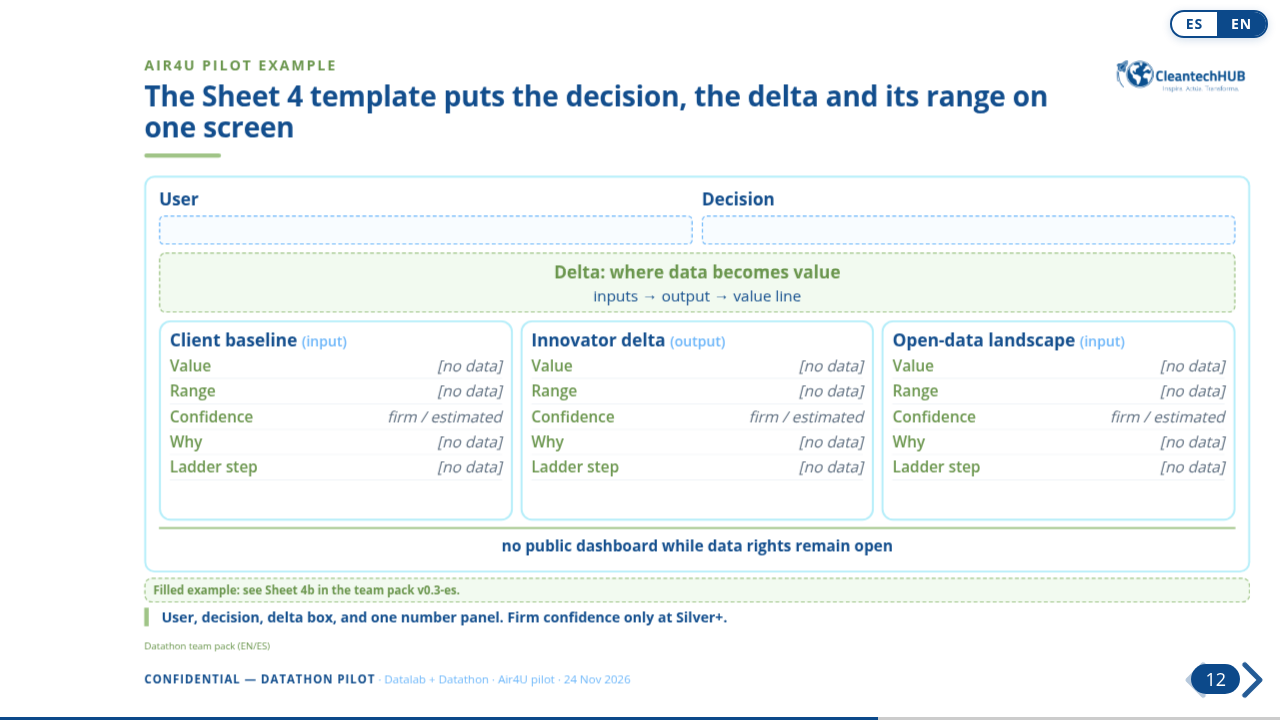 ES EN
AIR4U PILOT EXAMPLE
CleantechHUB
Inspire. Actúa. Transforma.
The Sheet 4 template puts the decision, the delta and its range on
one screen
User
Decision
Delta: where data becomes value
inputs → output → value line
Client baseline (input)
Value [no data]
Range [no data]
Confidence firm / estimated
Why [no data]
Ladder step [no data]
Innovator delta (output)
Value [no data]
Range [no data]
Confidence firm / estimated
Why [no data]
Ladder step [no data]
Open-data landscape (input)
Value [no data]
Range [no data]
Confidence firm / estimated
Why [no data]
Ladder step [no data]
no public dashboard while data rights remain open
Filled example: see Sheet 4b in the team pack v0.3-es.
User, decision, delta box, and one number panel. Firm confidence only at Silver+.
Datathon team pack (EN/ES)
CONFIDENTIAL — DATATHON PILOT · Datalab + Datathon · Air4U pilot · 24 Nov 2026
12